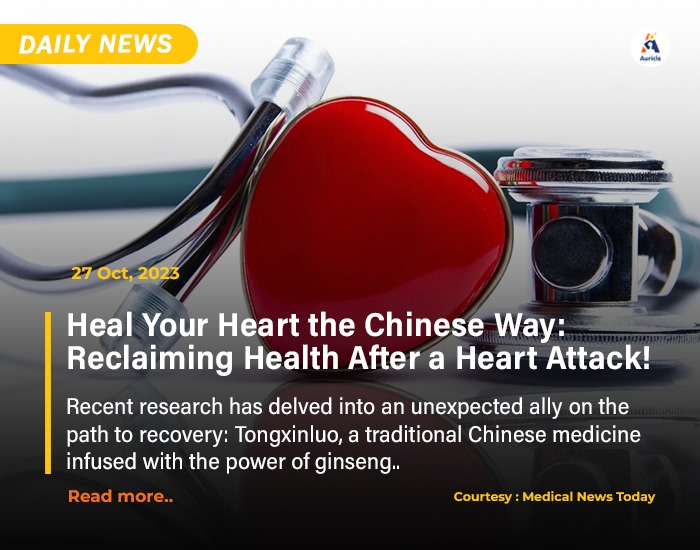 DAILY NEWS
Auricle
27 Oct, 2023
Heal Your Heart the Chinese Way:
Reclaiming Health After a Heart Attack!
Recent research has delved into an unexpected ally on the
path to recovery: Tongxinluo, a traditional Chinese medicine
infused with the power of ginseng..
Read more..
Courtesy : Medical News Today